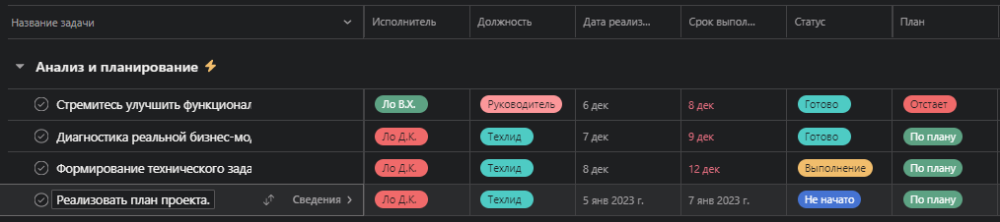 Название задачи Исполнитель Должность Дата реализ... Срок выпол... Статус План
Анализ и планирование ⚡
Стремитесь улучшить функционал Ло В.Х. Руководитель 6 дек 8 дек Готово Отстает
Диагностика реальной бизнес-мод Ло Д.К. Техлид 7 дек 9 дек Готово По плану
Формирование технического зада Ло Д.К. Техлид 8 дек 12 дек Выполнение По плану
Реализовать план проекта. Сведения Ло Д.К. Техлид 5 янв 2023 г. 7 янв 2023 г. Не начато По плану